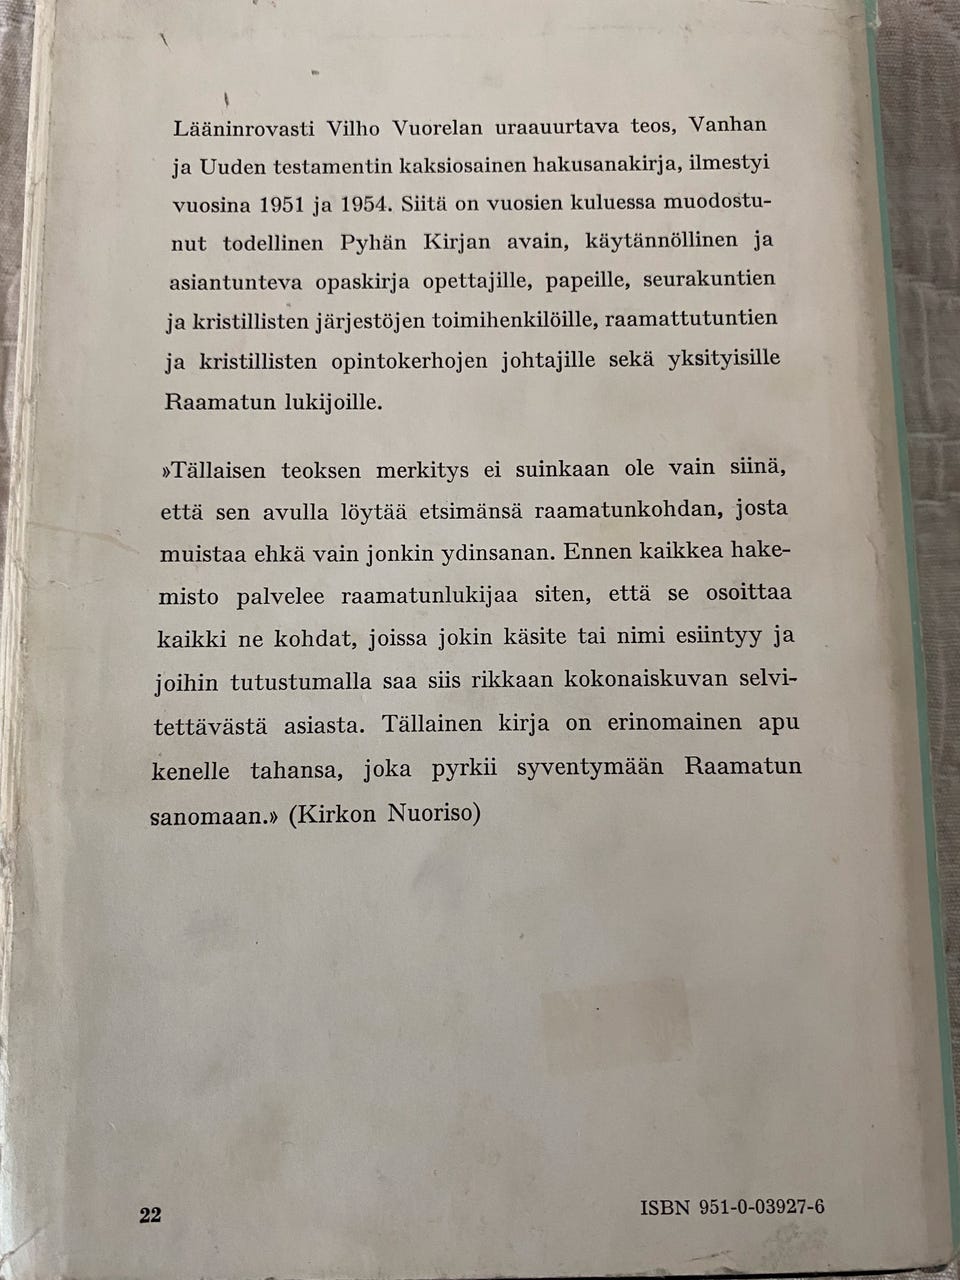 Lääninrovasti Vilho Vuorelan uraauurtava teos, Vanhan
ja Uuden testamentin kaksiosainen hakusanakirja, ilmestyi
vuosina 1951 ja 1954. Siitä on vuosien kuluessa muodostu-
nut todellinen Pyhän Kirjan avain, käytännöllinen ja
asiantunteva opaskirja opettajille, papeille, seurakuntien
ja kristillisten järjestöjen toimihenkilöille, raamattutuntien
ja kristillisten opintokerhojen johtajille sekä yksityisille
Raamatun lukijoille.
»Tällaisen teoksen merkitys ei suinkaan ole vain siinä,
että sen avulla löytää etsimänsä raamatunkohdan, josta
muistaa ehkä vain jonkin ydinsanan. Ennen kaikkea hake-
misto palvelee raamatunlukijaa siten, että se osoittaa
kaikki ne kohdat, joissa jokin käsite tai nimi esiintyy ja
joihin tutustumalla saa siis rikkaan kokonaiskuvan selvi-
tettävästä asiasta. Tällainen kirja on erinomainen apu
kenelle tahansa, joka pyrkii syventymään Raamatun
sanomaan.» (Kirkon Nuoriso)
22
ISBN 951-0-03927-6